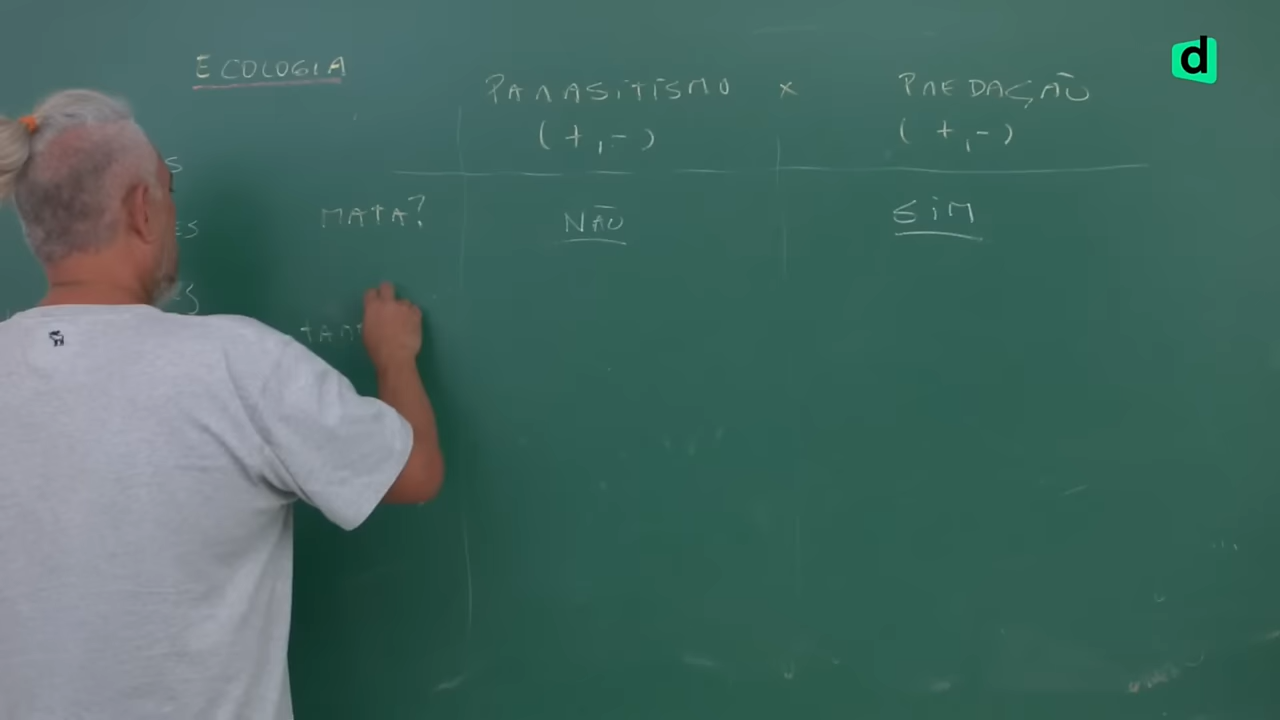 ECOLOGIA
PARASITISMO x PREDAÇÃO
(+,-) (+,-)
MATA? NÃO SIM
d